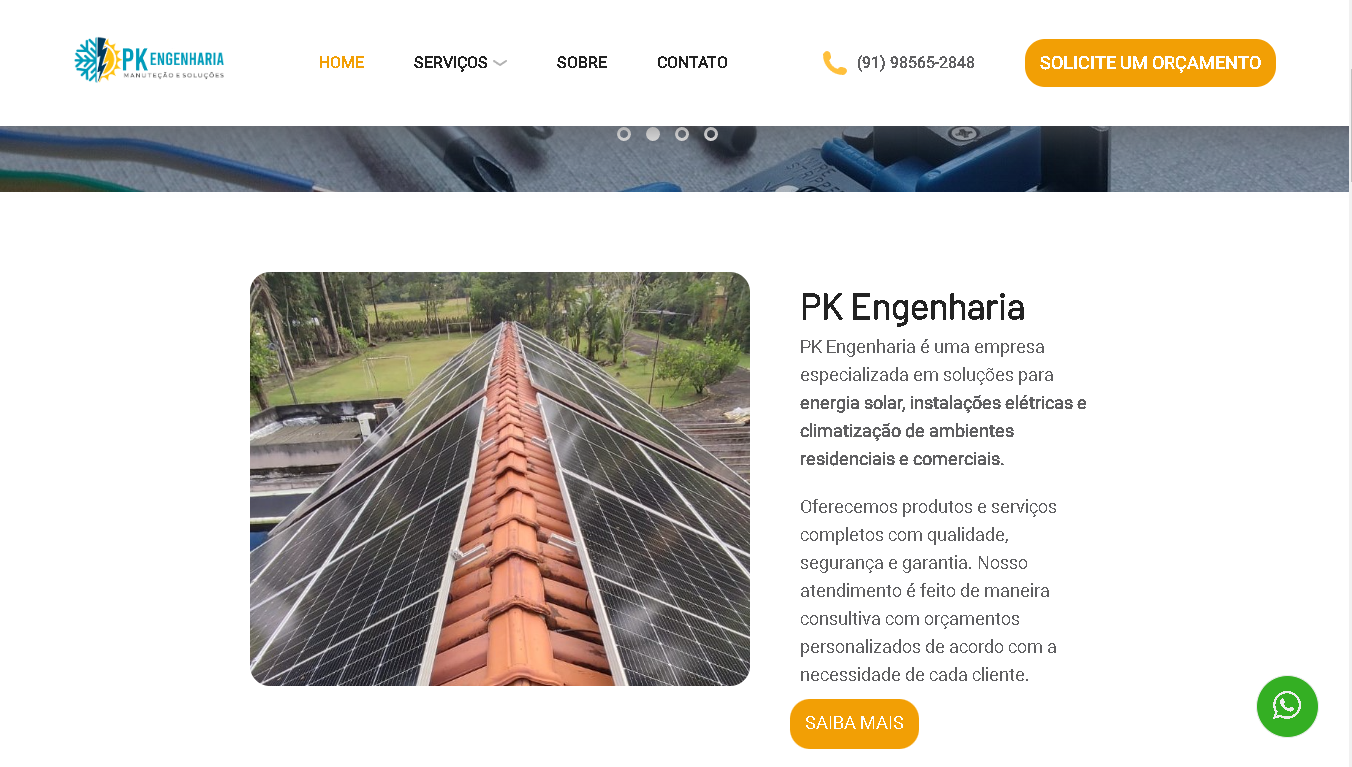 PK ENGENHARIA
MANUTEÇÃO E SOLUÇÕES
HOME
SERVIÇOS
SOBRE
CONTATO
(91) 98565-2848
SOLICITE UM ORÇAMENTO
PK Engenharia
PK Engenharia é uma empresa
especializada em soluções para
energia solar, instalações elétricas e
climatização de ambientes
residenciais e comerciais.
Oferecemos produtos e serviços
completos com qualidade,
segurança e garantia. Nosso
atendimento é feito de maneira
consultiva com orçamentos
personalizados de acordo com a
necessidade de cada cliente.
SAIBA MAIS